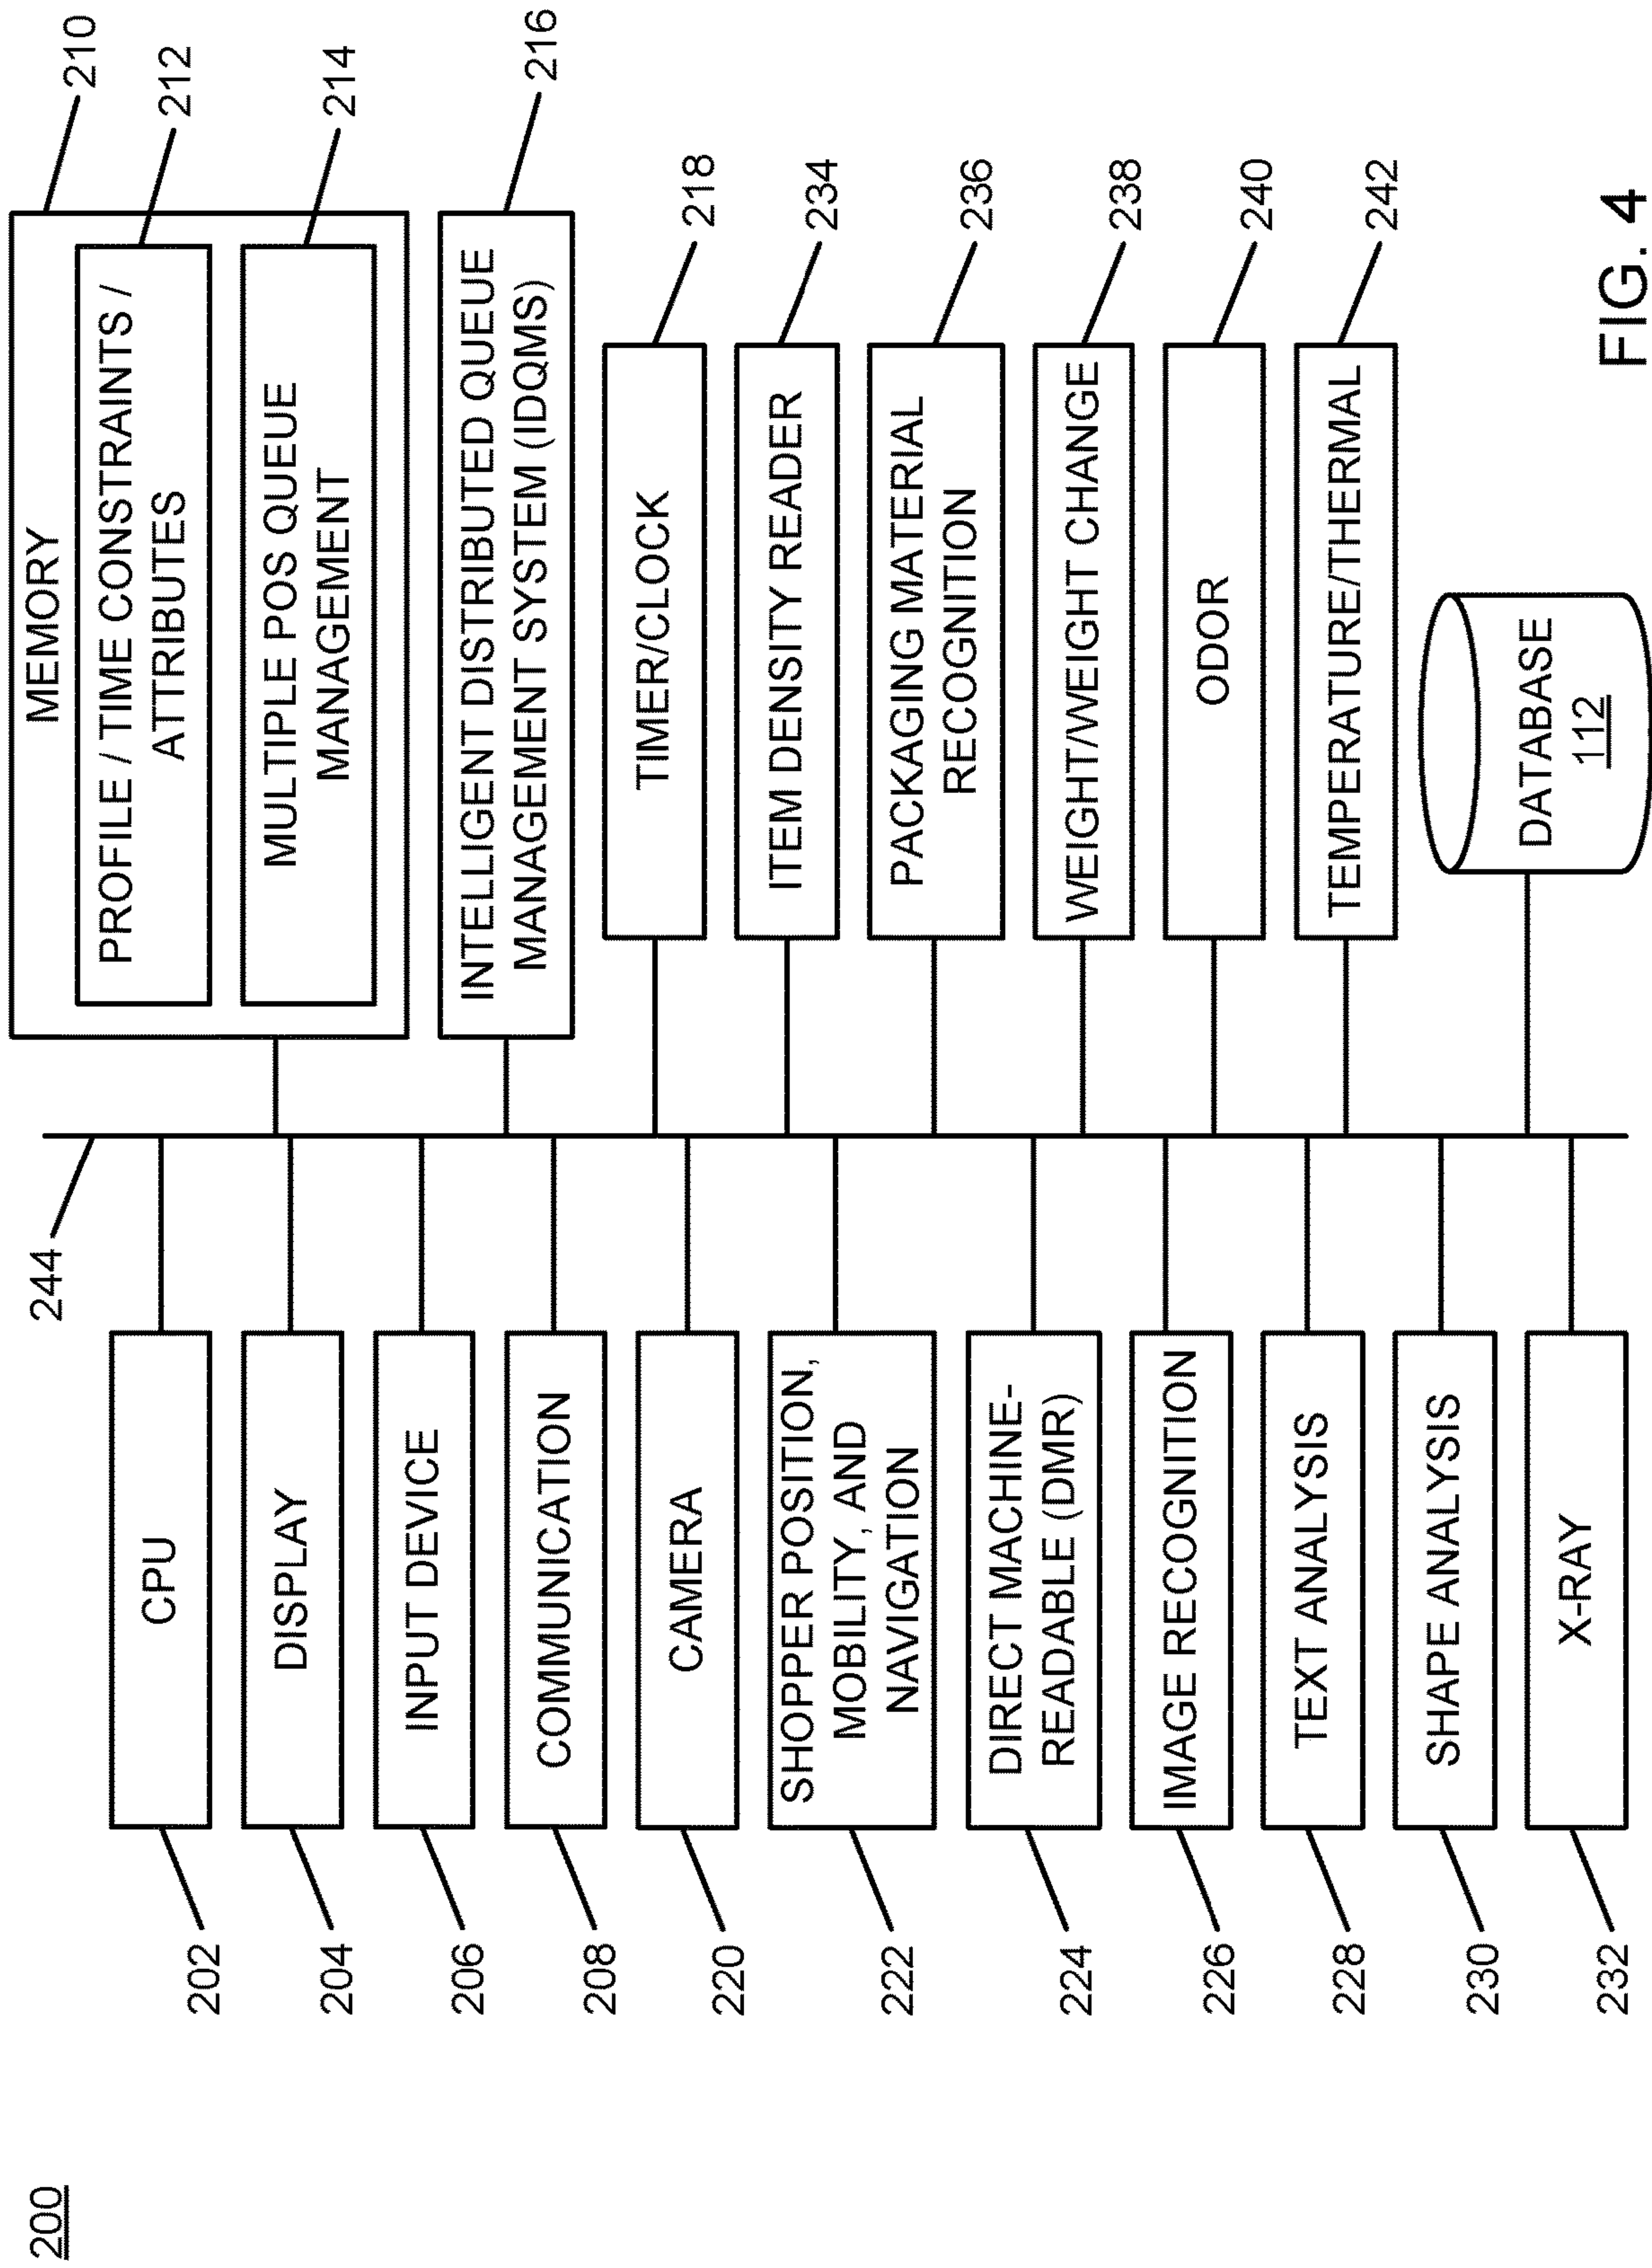 200
244
202
CPU
204
DISPLAY
206
INPUT DEVICE
208
COMMUNICATION
220
CAMERA
222
SHOPPER POSITION,
MOBILITY, AND
NAVIGATION
224
DIRECT MACHINE-
READABLE (DMR)
226
IMAGE RECOGNITION
228
TEXT ANALYSIS
230
SHAPE ANALYSIS
232
X-RAY
MEMORY
210
PROFILE / TIME CONSTRAINTS /
ATTRIBUTES
212
MULTIPLE POS QUEUE
MANAGEMENT
214
INTELLIGENT DISTRIBUTED QUEUE
MANAGEMENT SYSTEM (IDQMS)
216
TIMER/CLOCK
218
ITEM DENSITY READER
234
PACKAGING MATERIAL
RECOGNITION
236
WEIGHT/WEIGHT CHANGE
238
ODOR
240
TEMPERATURE/THERMAL
242
DATABASE
112
FIG. 4